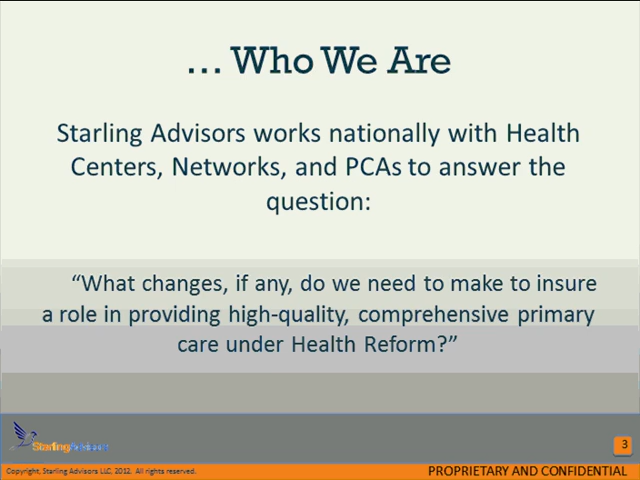 ... Who We Are
Starling Advisors works nationally with Health
Centers, Networks, and PCAs to answer the
question:
“What changes, if any, do we need to make to insure
a role in providing high-quality, comprehensive primary
care under Health Reform?”
StarlingAdvisors
3
Copyright, Starling Advisors LLC, 2012. All rights reserved.
PROPRIETARY AND CONFIDENTIAL